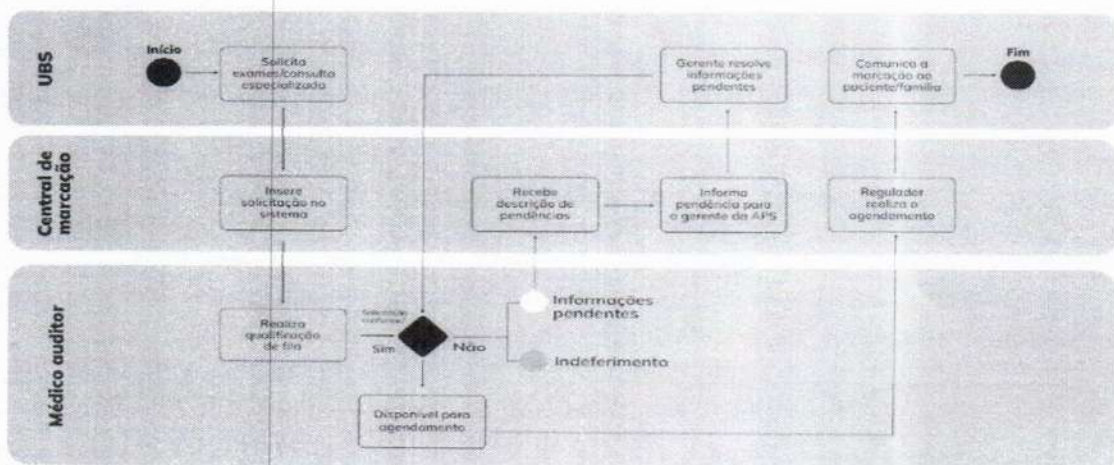 UBS
Início
Solicita
exames/consulta
especializada
Gerente resolve
informações
pendentes
Comunica a
marcação ao
paciente/família
Fim
Central de
marcação
Insere
solicitação no
sistema
Recebe
descrição de
pendências
Informa
pendência para
o gerente da APS
Regulador
realiza o
agendamento
Médico auditor
Realiza
qualificação
de fila
Solicitação
conforme?
Sim
Não
Informações
pendentes
Indeferimento
Disponível para
agendamento